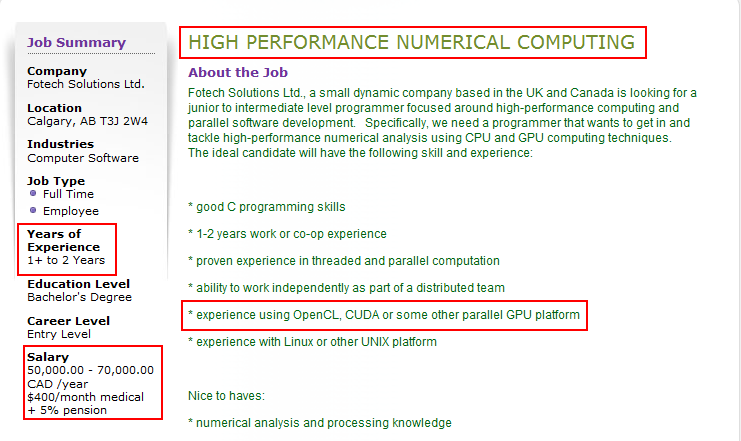 Job Summary
Company
Fotech Solutions Ltd.
Location
Calgary, AB T3J 2W4
Industries
Computer Software
Job Type
Full Time
Employee
Years of
Experience
1+ to 2 Years
Education Level
Bachelor's Degree
Career Level
Entry Level
Salary
50,000.00 - 70,000.00
CAD /year
$400/month medical
+ 5% pension
HIGH PERFORMANCE NUMERICAL COMPUTING
About the Job
Fotech Solutions Ltd., a small dynamic company based in the UK and Canada is looking for a
junior to intermediate level programmer focused around high-performance computing and
parallel software development. Specifically, we need a programmer that wants to get in and
tackle high-performance numerical analysis using CPU and GPU computing techniques.
The ideal candidate will have the following skill and experience:
* good C programming skills
* 1-2 years work or co-op experience
* proven experience in threaded and parallel computation
* ability to work independently as part of a distributed team
* experience using OpenCL, CUDA or some other parallel GPU platform
* experience with Linux or other UNIX platform
Nice to haves:
* numerical analysis and processing knowledge